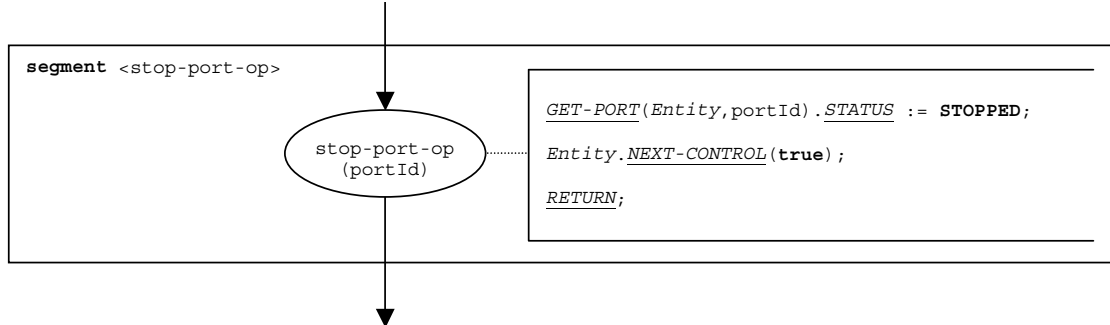 segment <stop-port-op>
stop-port-op
(portId)
GET-PORT(Entity,portId).STATUS := STOPPED;
Entity.NEXT-CONTROL(true);
RETURN;